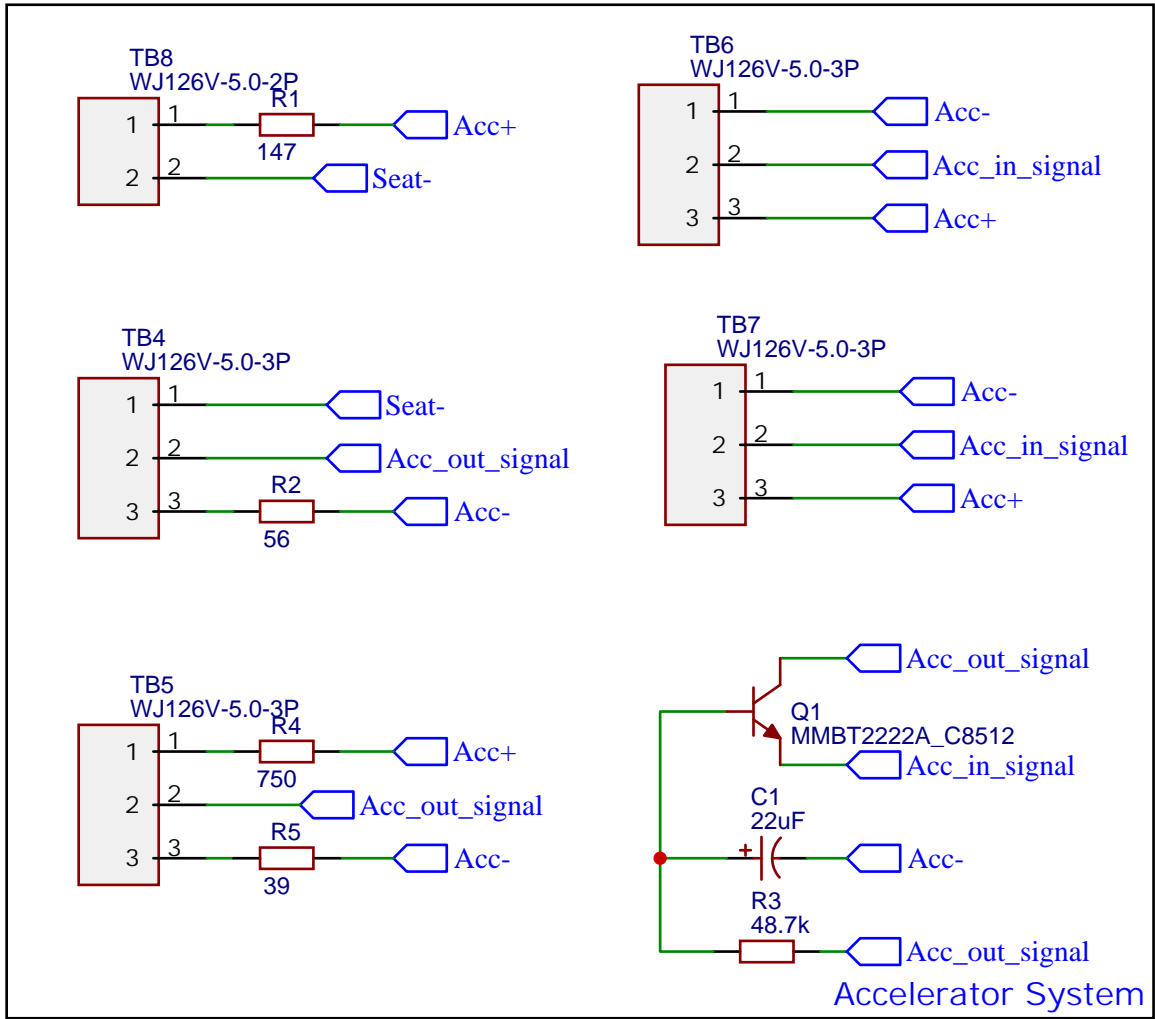 TB8
WJ126V-5.0-2P
R1
1 1 Acc+
147
2 2 Seat-
TB6
WJ126V-5.0-3P
1 1 Acc-
2 2 Acc_in_signal
3 3 Acc+
TB4
WJ126V-5.0-3P
1 1 Seat-
2 2 Acc_out_signal
R2
3 3 Acc-
56
TB7
WJ126V-5.0-3P
1 1 Acc-
2 2 Acc_in_signal
3 3 Acc+
TB5
WJ126V-5.0-3P
R4
1 1 Acc+
750
2 2 Acc_out_signal
R5
3 3 Acc-
39
Acc_out_signal
Q1
MMBT2222A_C8512
Acc_in_signal
C1
22uF
+ Acc-
R3
48.7k
Acc_out_signal
Accelerator System